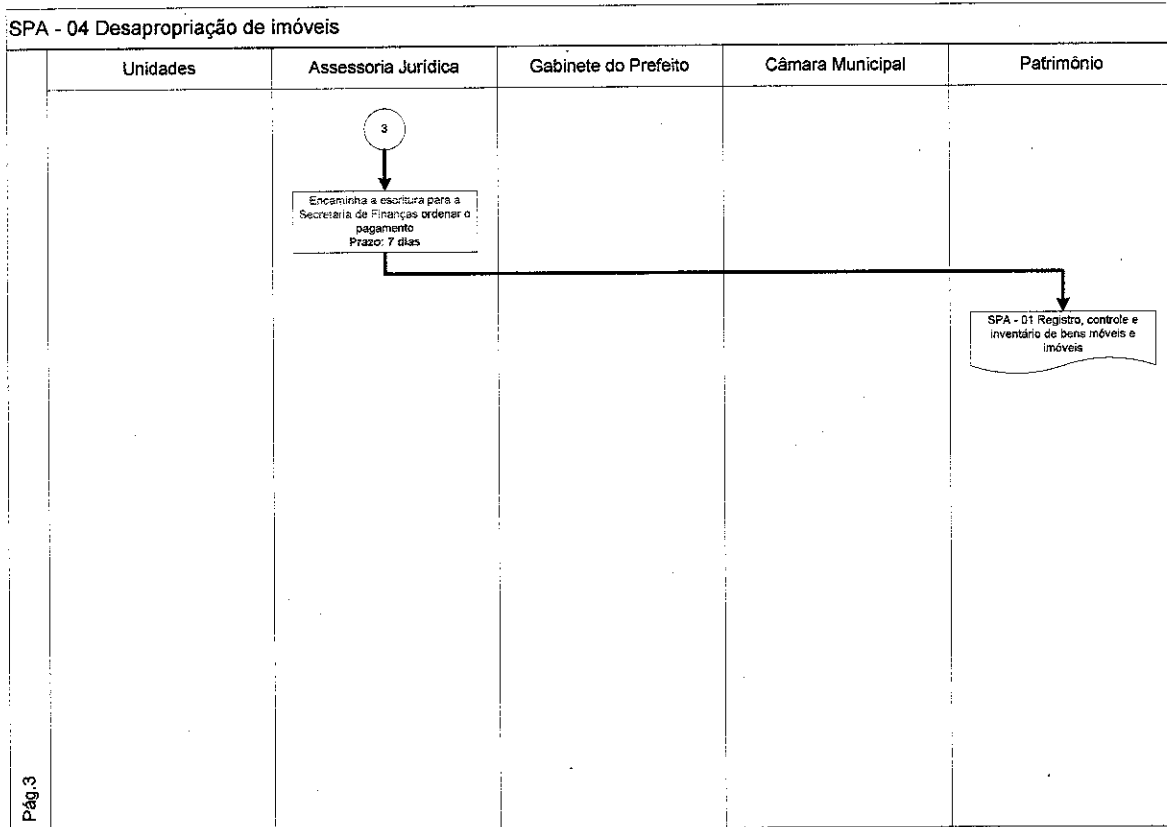 SPA - 04 Desapropriação de imóveis
Unidades
Assessoria Jurídica
Gabinete do Prefeito
Câmara Municipal
Patrimônio
3
Encaminha a escritura para a
Secretaria de Finanças ordenar o
pagamento
Prazo: 7 dias
SPA - 01 Registro, controle e
inventário de bens móveis e
imóveis
Pág.3